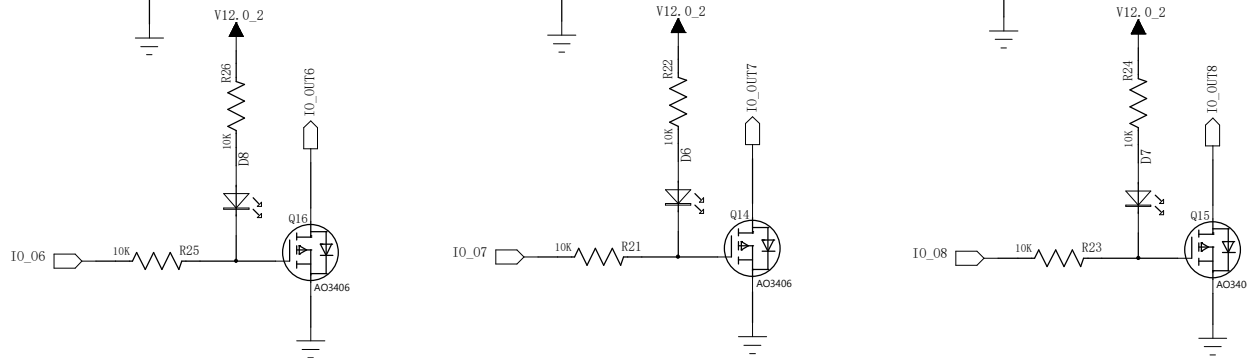 V12.0_2
R26
10K
IO_OUT6
D8
Q16
IO_06
10K
R25
AO3406
V12.0_2
R22
10K
IO_OUT7
D6
Q14
IO_07
10K
R21
AO3406
V12.0_2
R24
10K
IO_OUT8
D7
Q15
IO_08
10K
R23
AO340